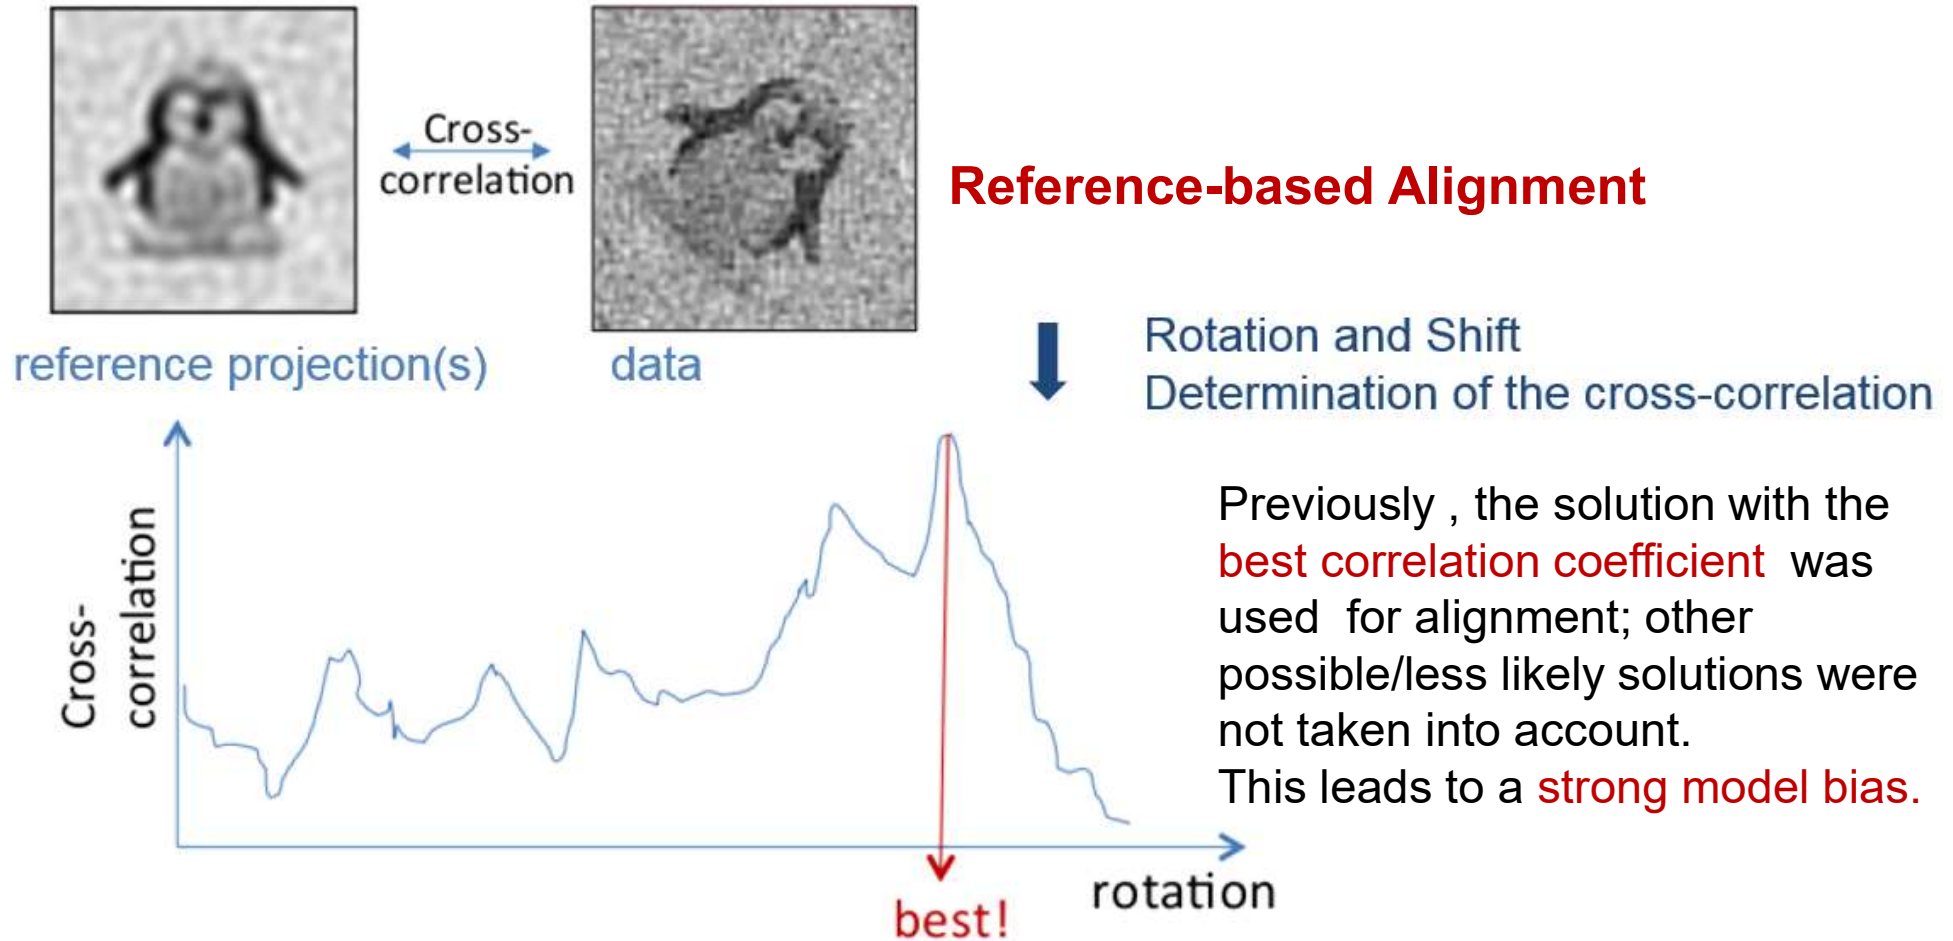 Cross-
correlation
Reference-based Alignment
reference projection(s)
data
Rotation and Shift
Determination of the cross-correlation
Cross-
correlation
Previously , the solution with the
best correlation coefficient was
used for alignment; other
possible/less likely solutions were
not taken into account.
This leads to a strong model bias.
rotation
best!